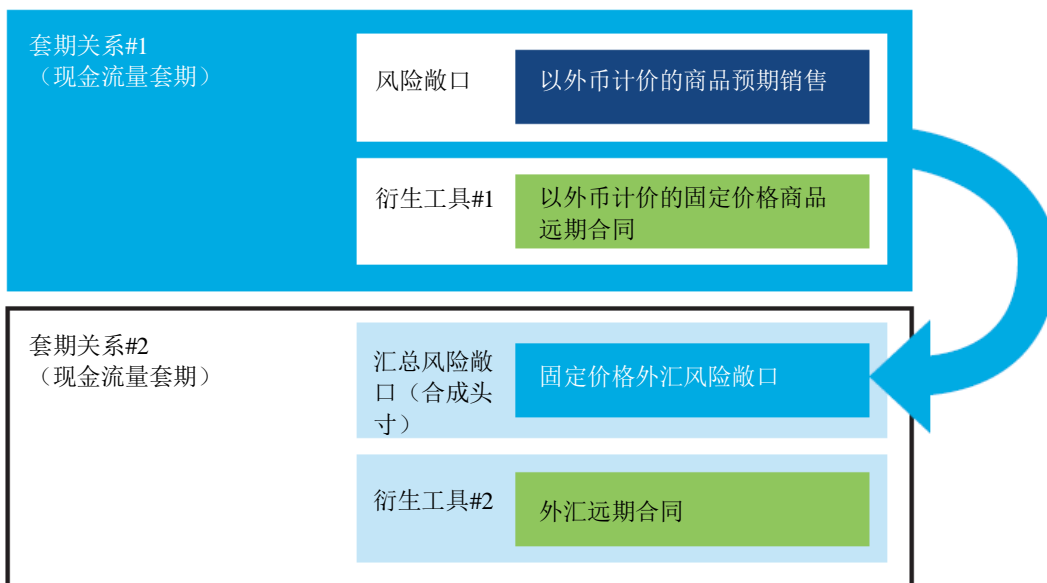 套期关系#1
（现金流量套期）
风险敞口
以外币计价的商品预期销售
衍生工具#1
以外币计价的固定价格商品
远期合同
套期关系#2
（现金流量套期）
汇总风险敞
口（合成头
寸）
固定价格外汇风险敞口
衍生工具#2
外汇远期合同